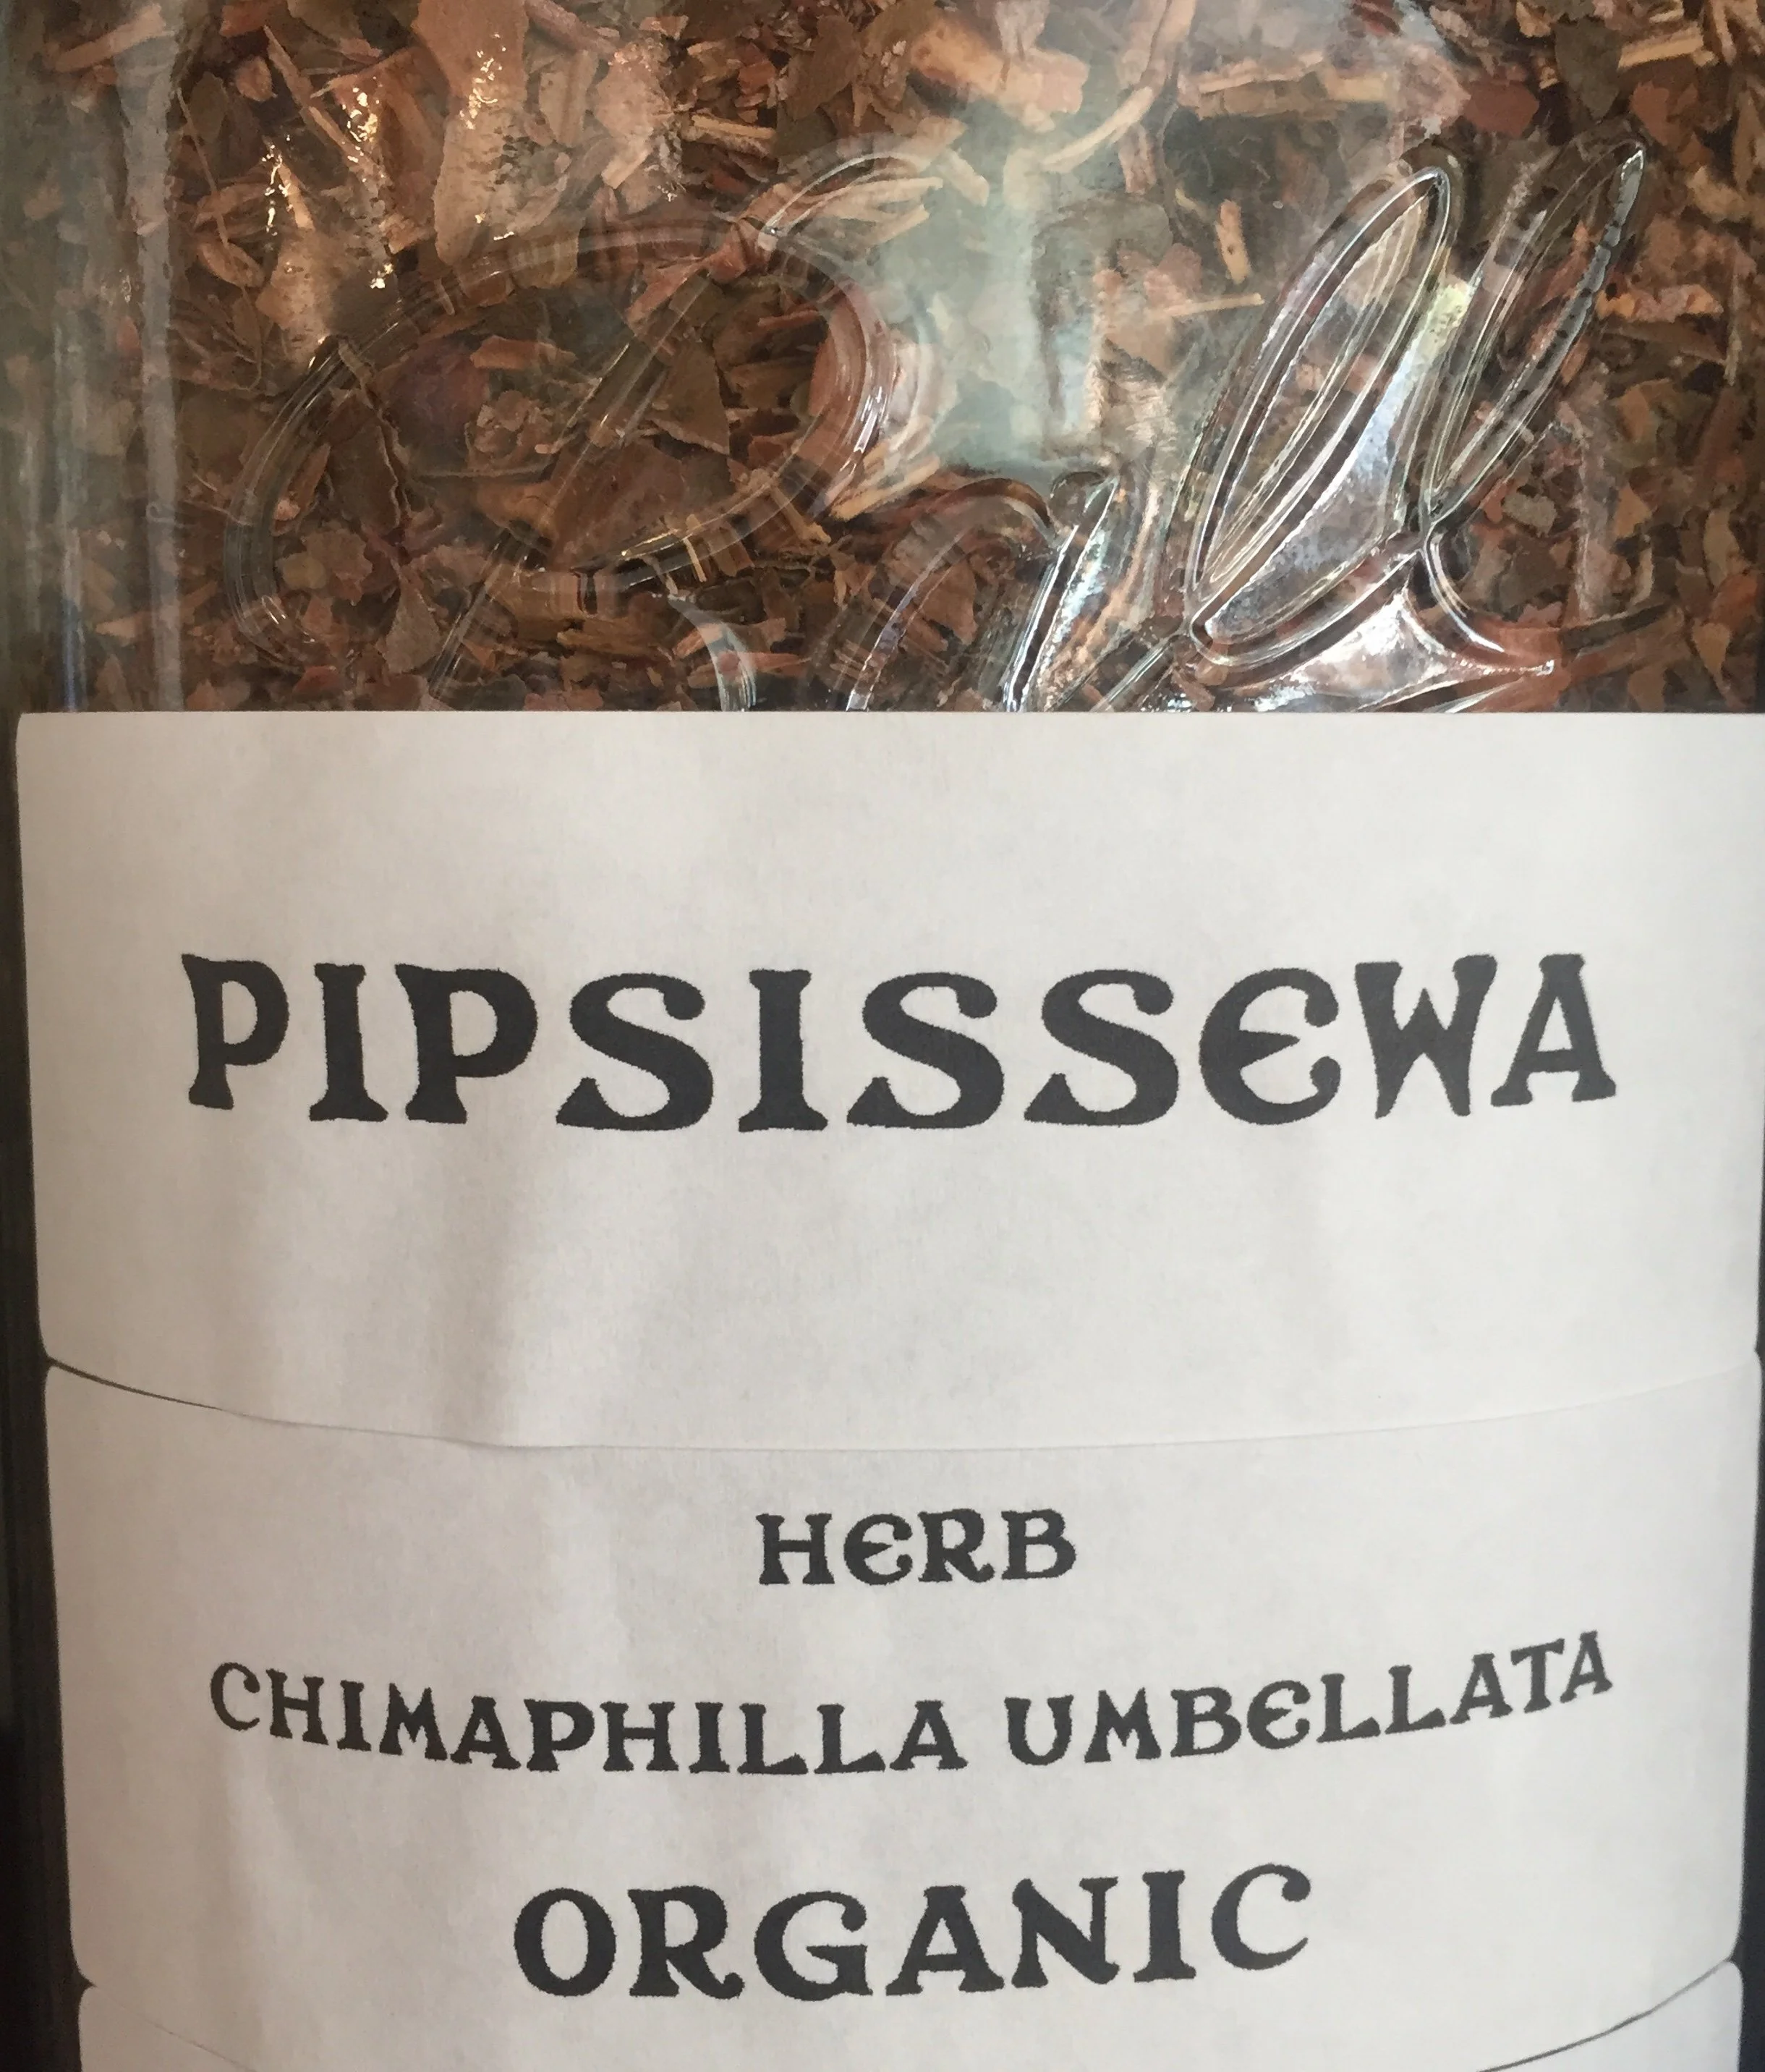 PIPSISSEWA
HERB
CHIMAPHILLA UMBELLATA
ORGANIC